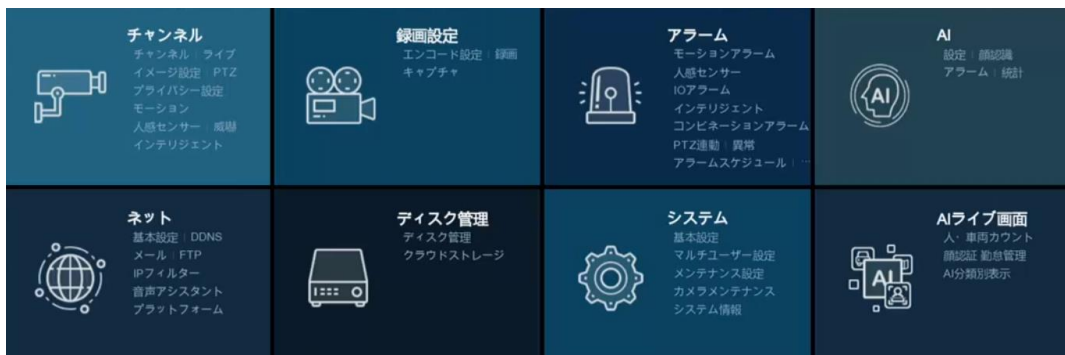 チャンネル
チャンネル | ライブ
イメージ設定 | PTZ
プライバシー設定
モーション
人感センサー | 威嚇
インテリジェント
録画設定
エンコード設定 | 録画
キャプチャ
アラーム
モーションアラーム
人感センサー
IOアラーム
インテリジェント
コンビネーションアラーム
PTZ連動 | 異常
アラームスケジュール | …
AI
設定 | 顔認識
アラーム | 統計
AI
ネット
基本設定 | DDNS
メール | FTP
IPフィルター
音声アシスタント
プラットフォーム
ディスク管理
ディスク管理
クラウドストレージ
システム
基本設定
マルチユーザー設定
メンテナンス設定
カメラメンテナンス
システム情報
AIライブ画面
人・車両カウント
顔認証 勤怠管理
AI分類別表示
AI